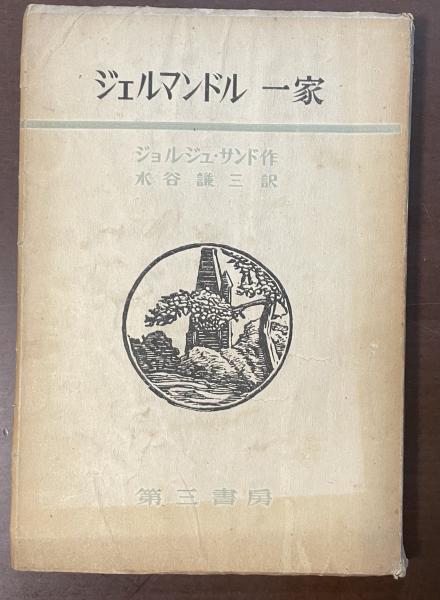 ジェルマンドル 一家
ジョルジュ・サンド作
水谷謙三訳
第三書房